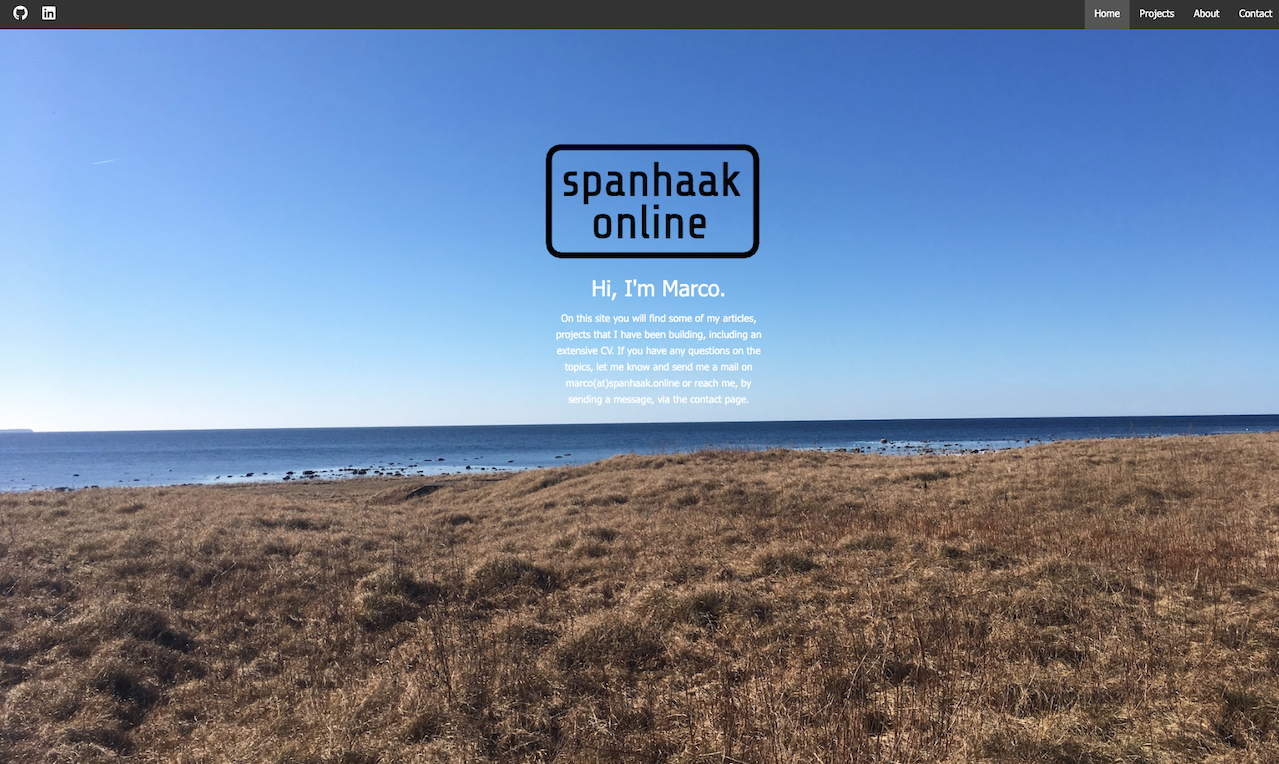 Home Projects About Contact
spanhaak
online
Hi, I'm Marco.
On this site you will find some of my articles,
projects that I have been building, including an
extensive CV. If you have any questions on the
topics, let me know and send me a mail on
marco(at)spanhaak.online or reach me, by
sending a message, via the contact page.